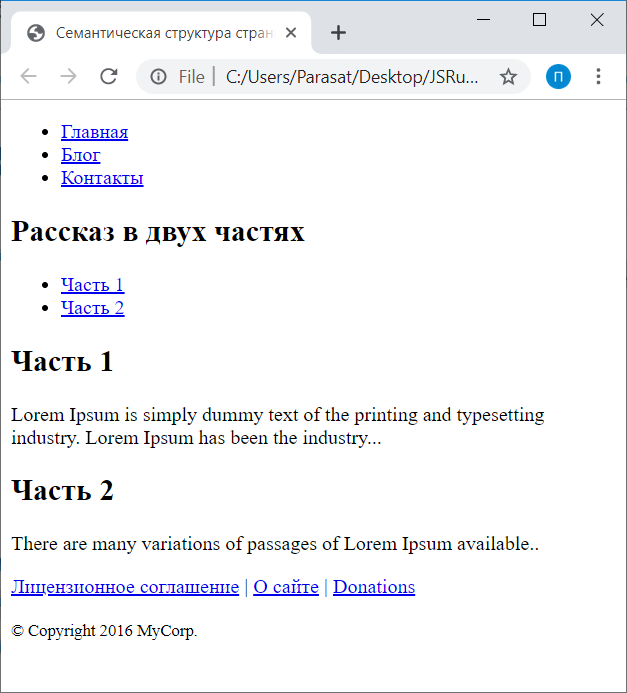 Семантическая структура стран
File | C:/Users/Parasat/Desktop/JSRu...
П
Главная
Блог
Контакты
Рассказ в двух частях
Часть 1
Часть 2
Часть 1
Lorem Ipsum is simply dummy text of the printing and typesetting
industry. Lorem Ipsum has been the industry...
Часть 2
There are many variations of passages of Lorem Ipsum available..
Лицензионное соглашение | О сайте | Donations
© Copyright 2016 MyCorp.